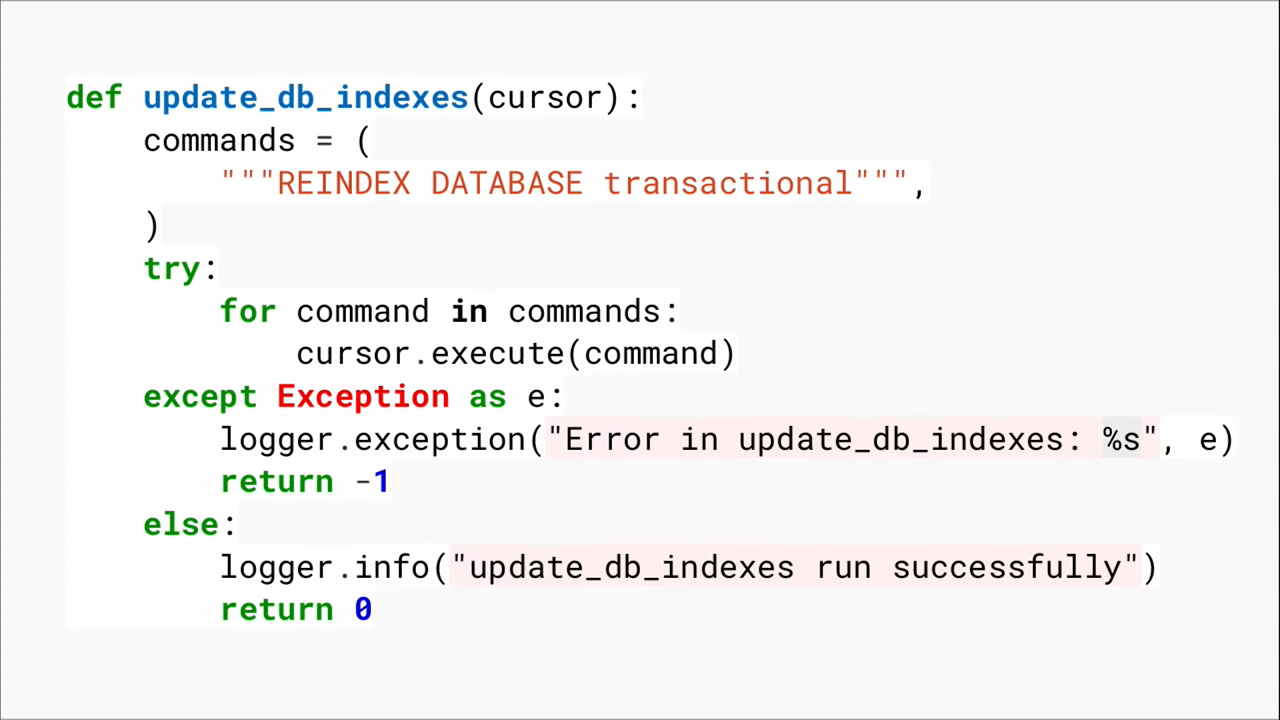 def update_db_indexes(cursor):
    commands = (
        """REINDEX DATABASE transactional""",
    )
    try:
        for command in commands:
            cursor.execute(command)
    except Exception as e:
        logger.exception("Error in update_db_indexes: %s", e)
        return -1
    else:
        logger.info("update_db_indexes run successfully")
        return 0